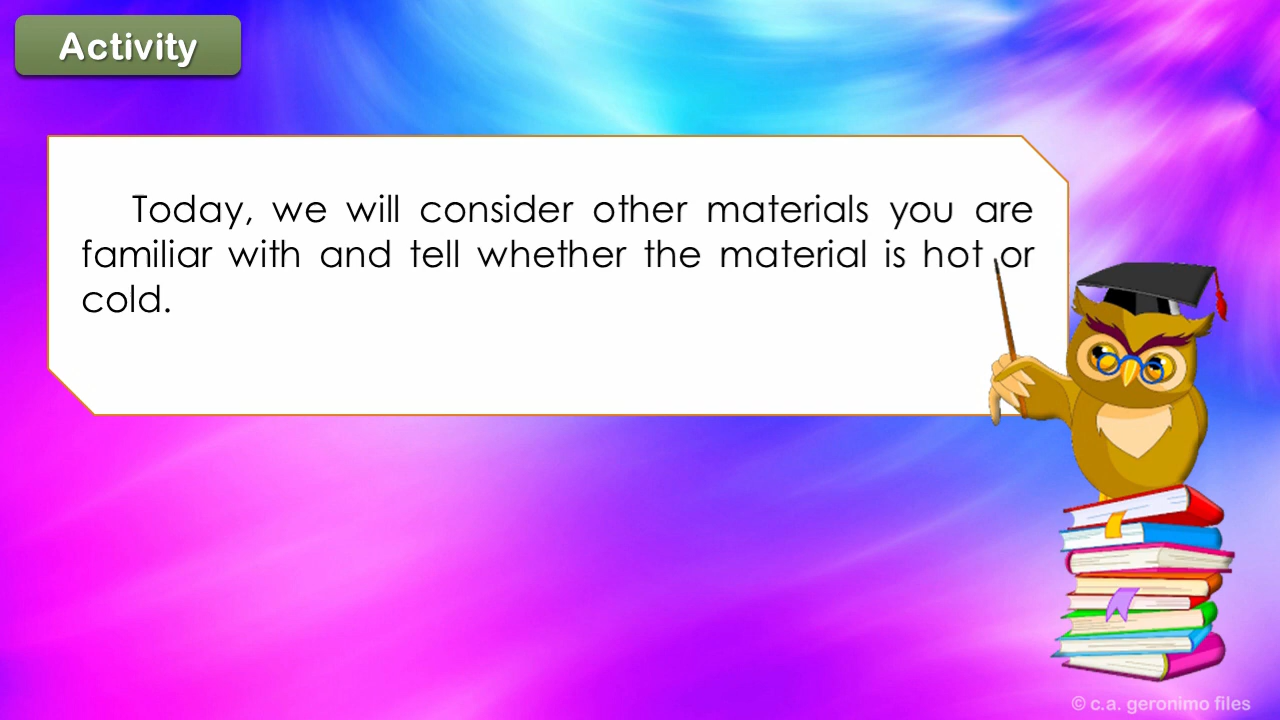 Activity
Today, we will consider other materials you are
familiar with and tell whether the material is hot or
cold.
© c.a. geronimo files